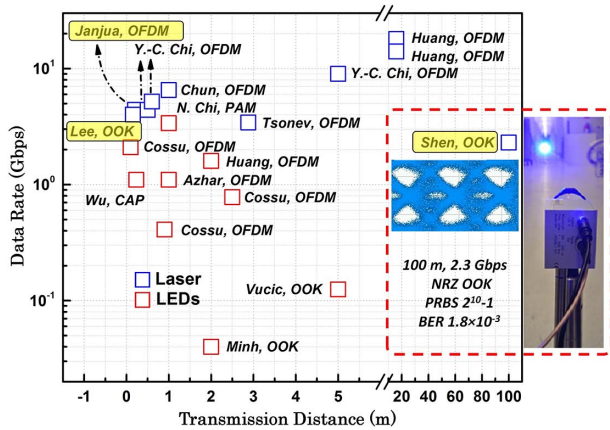 Janjua, OFDM
Y.-C. Chi, OFDM
Huang, OFDM
Huang, OFDM
Y.-C. Chi, OFDM
Chun, OFDM
N. Chi, PAM
Tsonev, OFDM
Lee, OOK
Cossu, OFDM
Shen, OOK
Huang, OFDM
Wu, CAP
Azhar, OFDM
Cossu, OFDM
Cossu, OFDM
Laser
LEDs
Vucic, OOK
Minh, OOK
100 m, 2.3 Gbps
NRZ OOK
PRBS 2¹⁰-1
BER 1.8×10⁻³
Data Rate (Gbps)
10¹
10⁰
10⁻¹
-1 0 1 2 3 4 5 20 40 60 80 100
Transmission Distance (m)